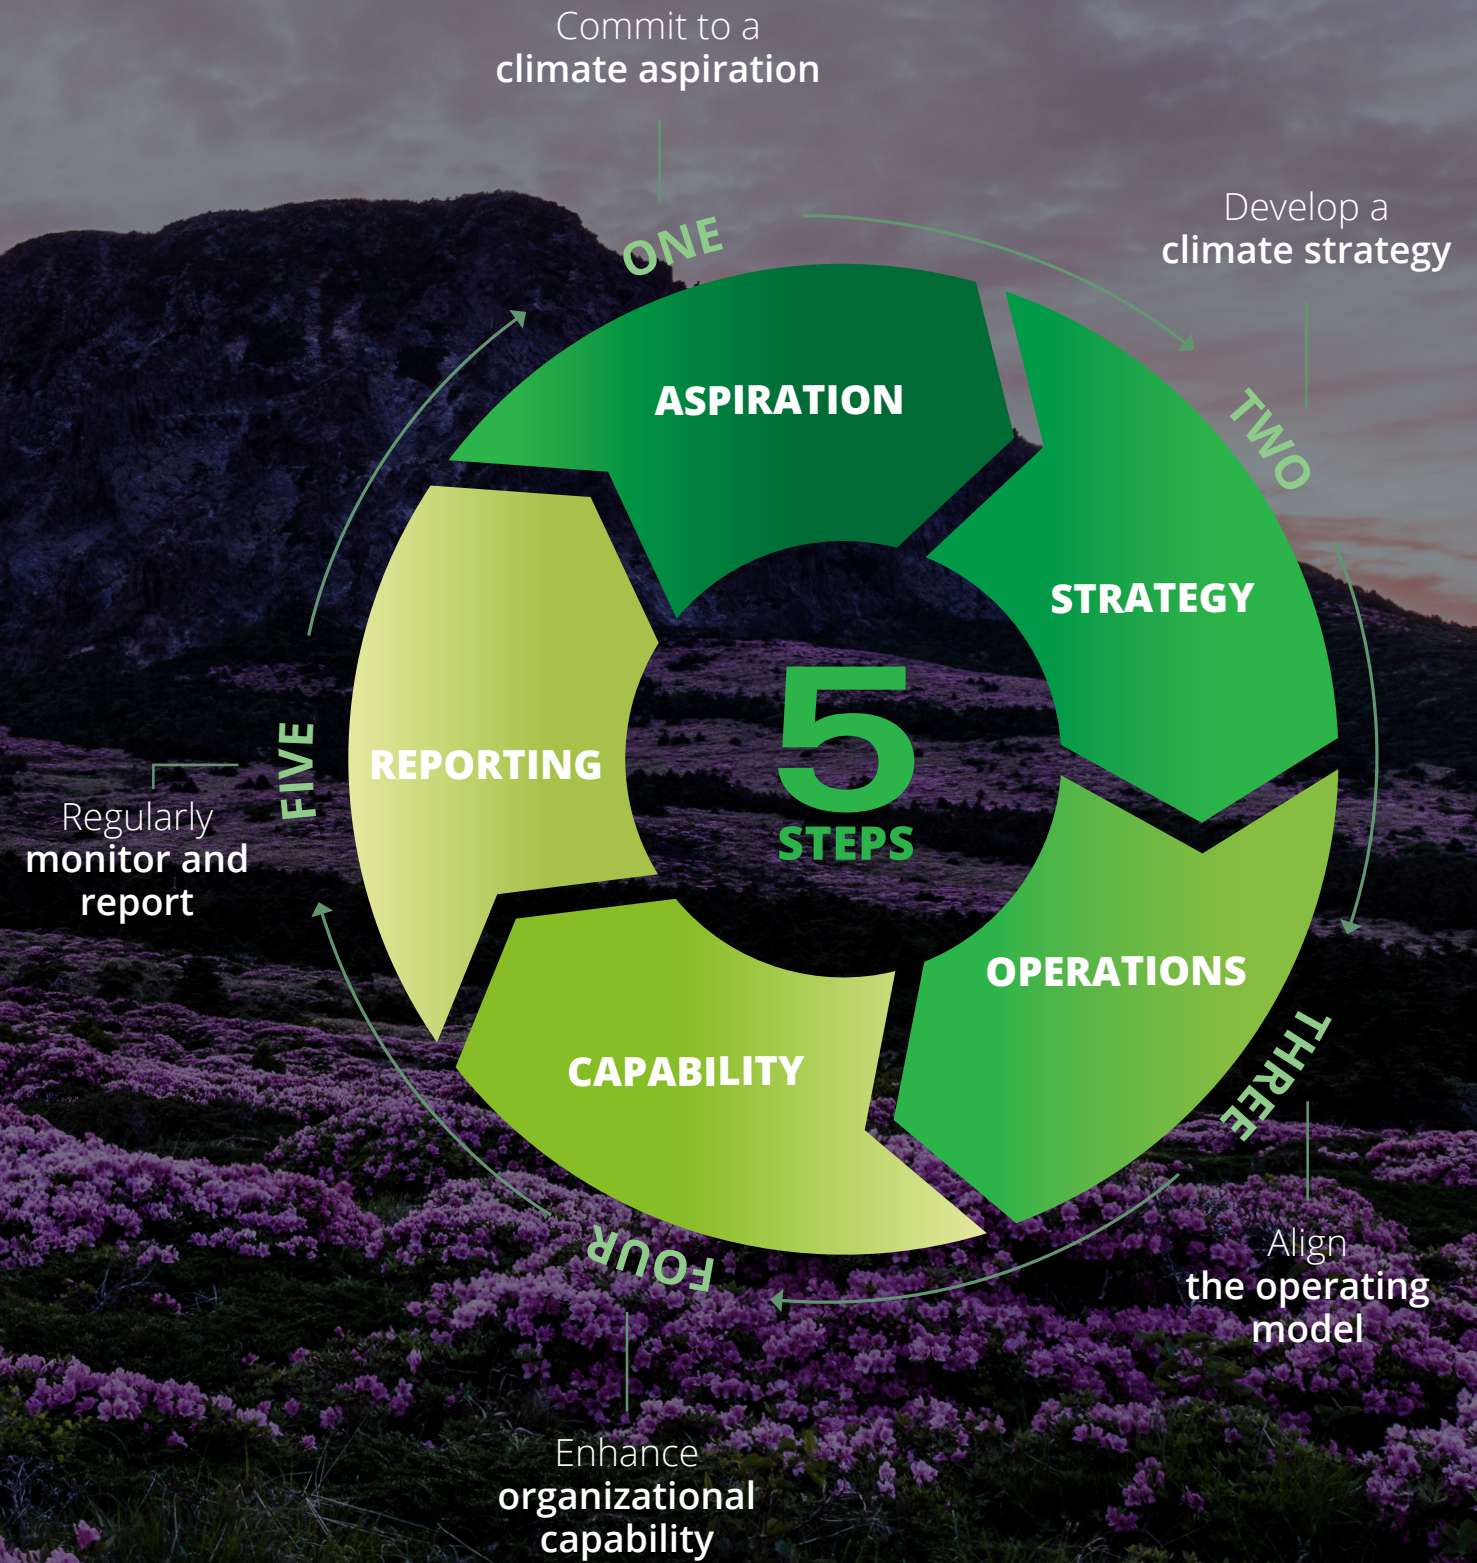 Commit to a
climate aspiration
ONE
ASPIRATION
Develop a
climate strategy
TWO
STRATEGY
5
STEPS
OPERATIONS
THREE
Align
the operating
model
CAPABILITY
FOUR
Enhance
organizational
capability
REPORTING
FIVE
Regularly
monitor and
report